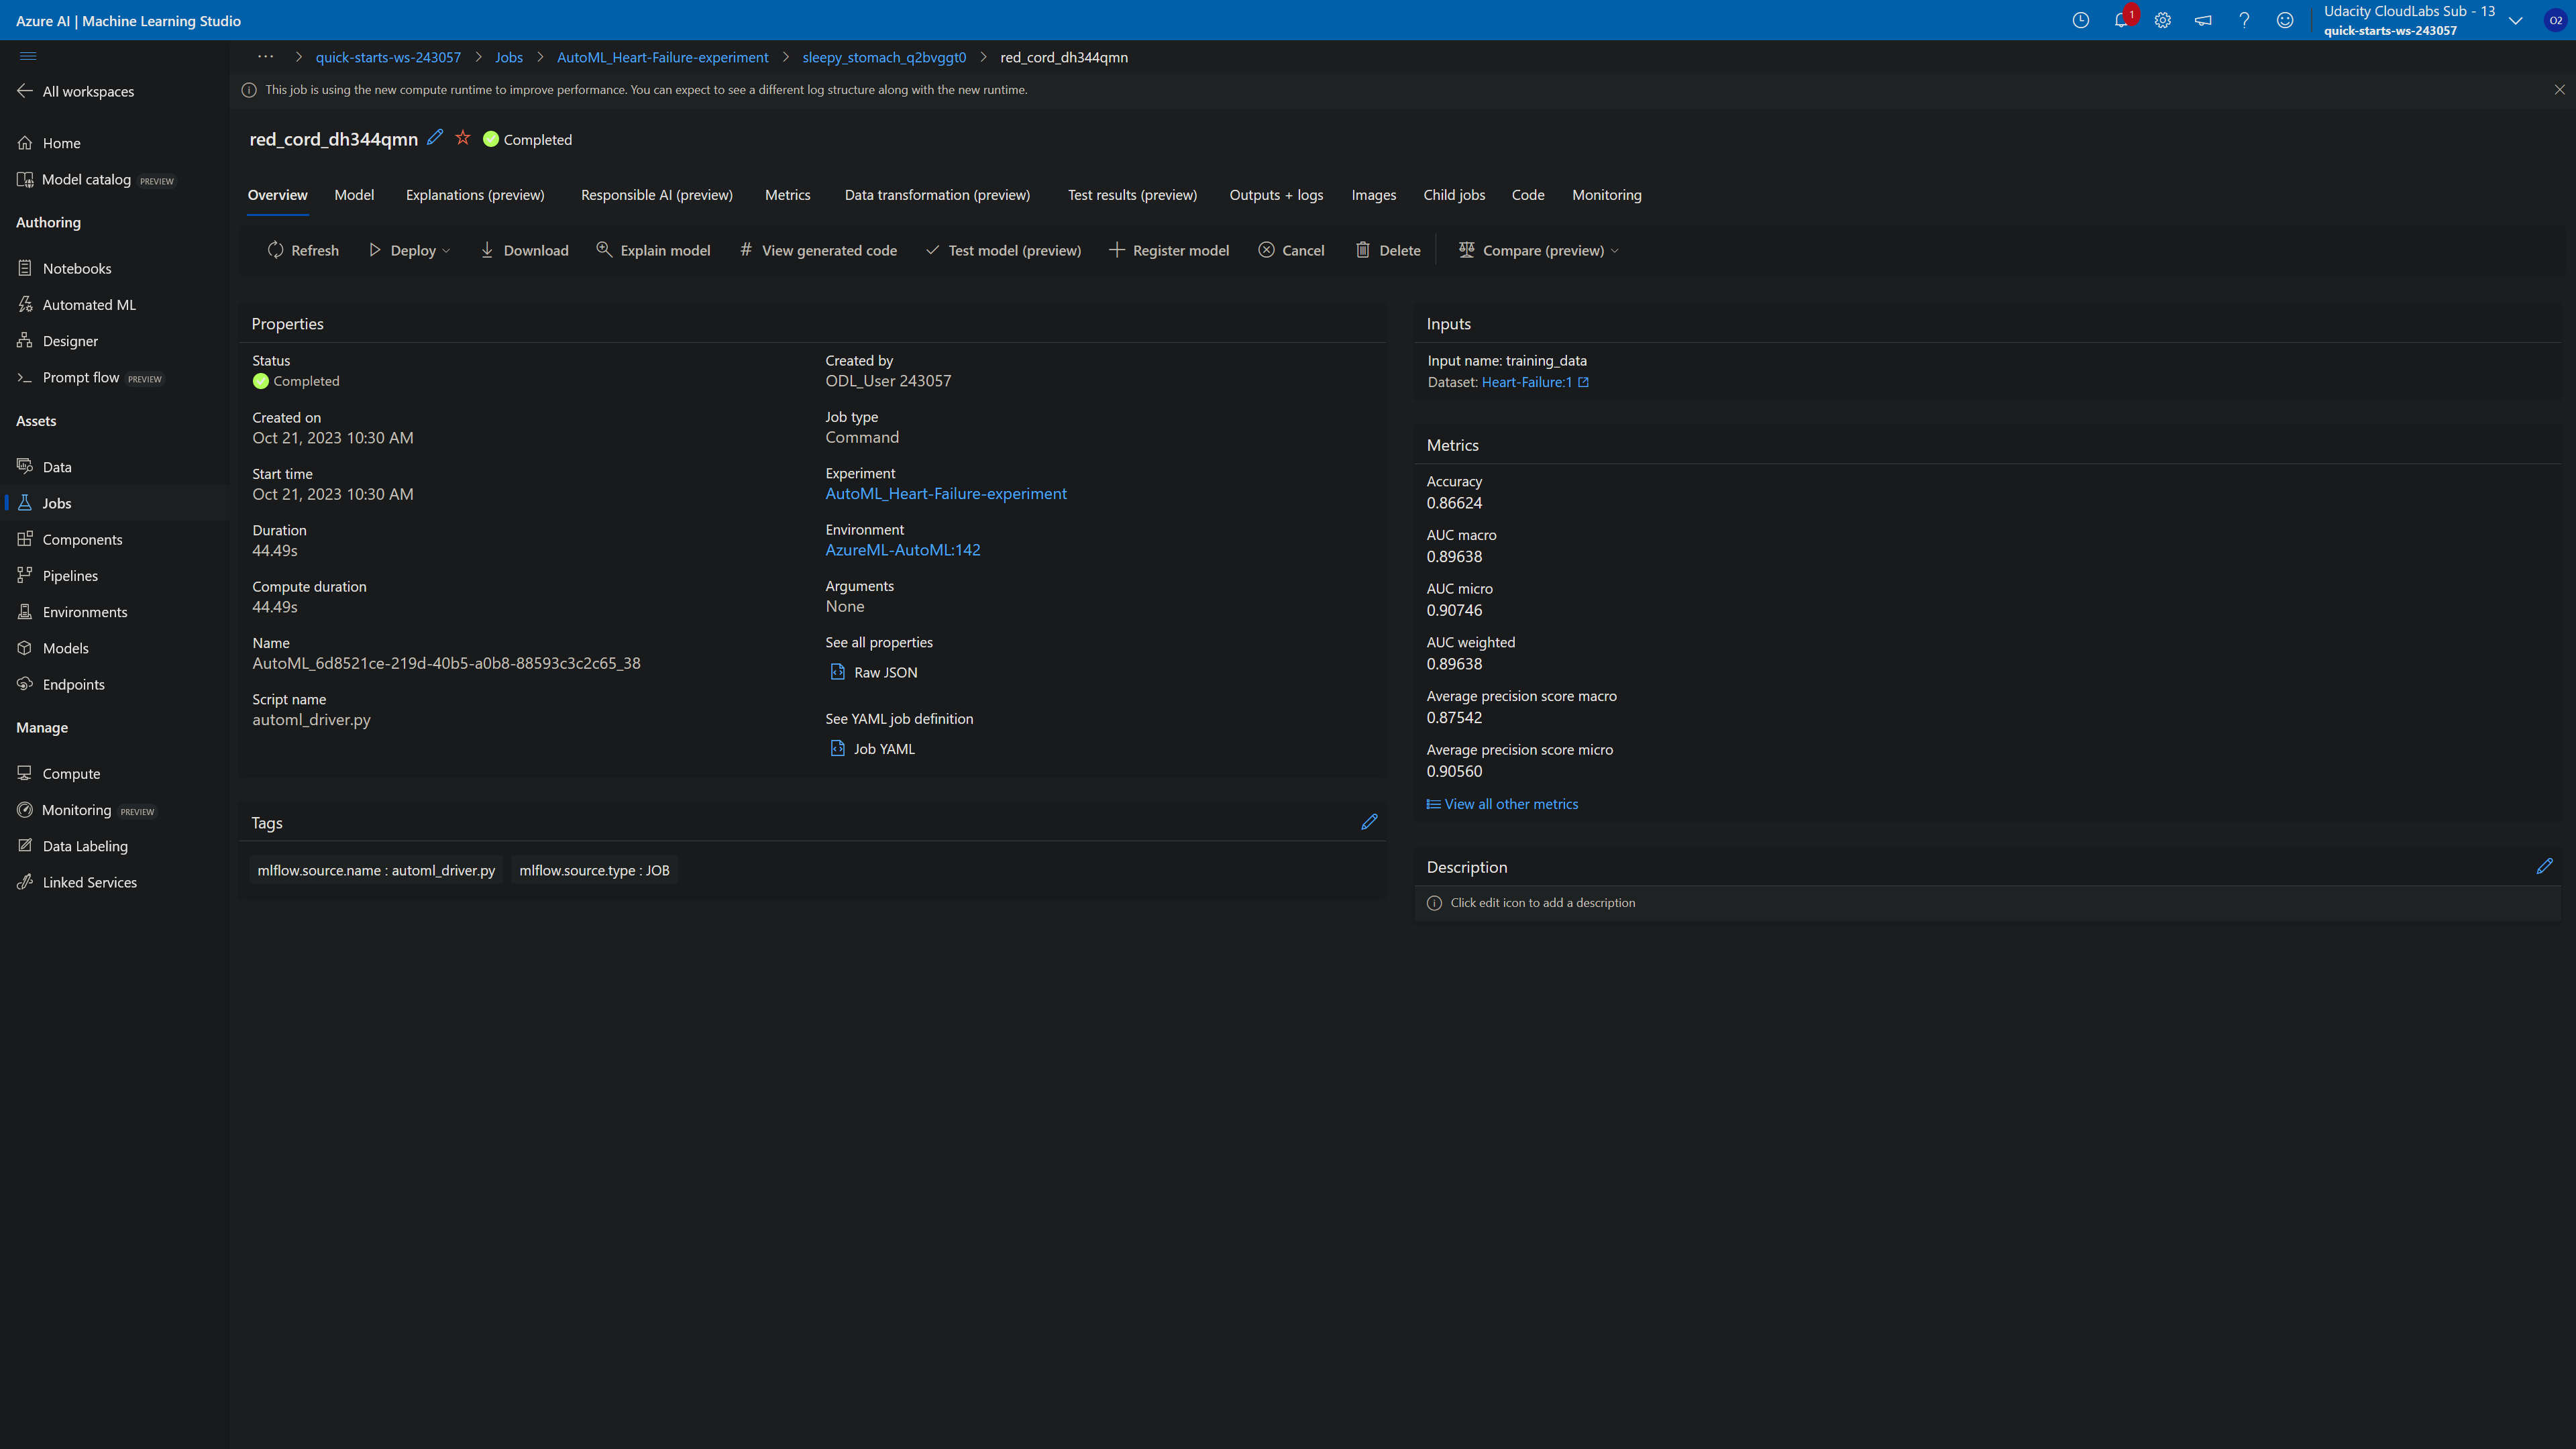 Azure AI | Machine Learning Studio
1
Udacity CloudLabs Sub - 13
quick-starts-ws-243057
O2
··· > quick-starts-ws-243057 > Jobs > AutoML_Heart-Failure-experiment > sleepy_stomach_q2bvggt0 > red_cord_dh344qmn
This job is using the new compute runtime to improve performance. You can expect to see a different log structure along with the new runtime.
All workspaces
Home
Model catalog PREVIEW
Authoring
Notebooks
Automated ML
Designer
Prompt flow PREVIEW
Assets
Data
Jobs
Components
Pipelines
Environments
Models
Endpoints
Manage
Compute
Monitoring PREVIEW
Data Labeling
Linked Services
red_cord_dh344qmn Completed
Overview Model Explanations (preview) Responsible AI (preview) Metrics Data transformation (preview) Test results (preview) Outputs + logs Images Child jobs Code Monitoring
Refresh Deploy Download Explain model # View generated code Test model (preview) Register model Cancel Delete Compare (preview)
Properties
Status
Completed
Created on
Oct 21, 2023 10:30 AM
Start time
Oct 21, 2023 10:30 AM
Duration
44.49s
Compute duration
44.49s
Name
AutoML_6d8521ce-219d-40b5-a0b8-88593c3c2c65_38
Script name
automl_driver.py
Created by
ODL_User 243057
Job type
Command
Experiment
AutoML_Heart-Failure-experiment
Environment
AzureML-AutoML:142
Arguments
None
See all properties
Raw JSON
See YAML job definition
Job YAML
Tags
mlflow.source.name : automl_driver.py mlflow.source.type : JOB
Inputs
Input name: training_data
Dataset: Heart-Failure:1
Metrics
Accuracy
0.86624
AUC macro
0.89638
AUC micro
0.90746
AUC weighted
0.89638
Average precision score macro
0.87542
Average precision score micro
0.90560
View all other metrics
Description
Click edit icon to add a description